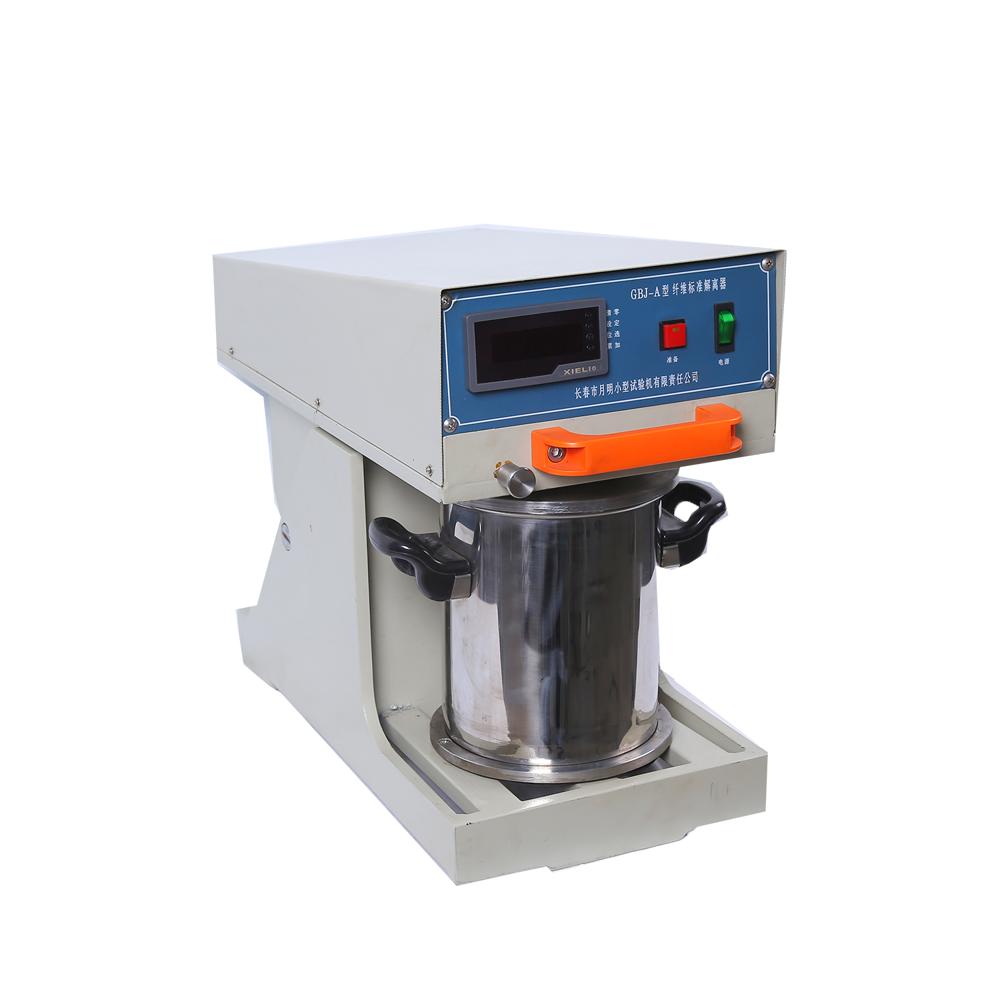 GBJ-A型 纤维标准解离器
清零
设定
位选
累加
XIELI
准备
电源
长春市月明小型试验机有限责任公司